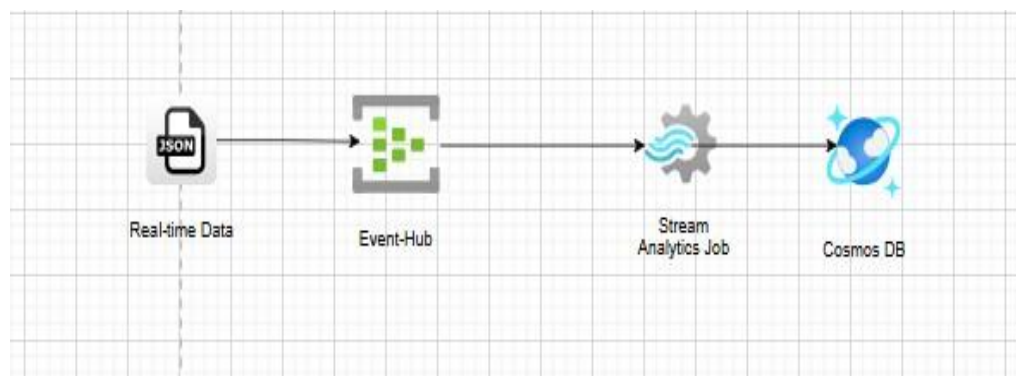 JSON
Real-time Data
Event-Hub
Stream
Analytics Job
Cosmos DB